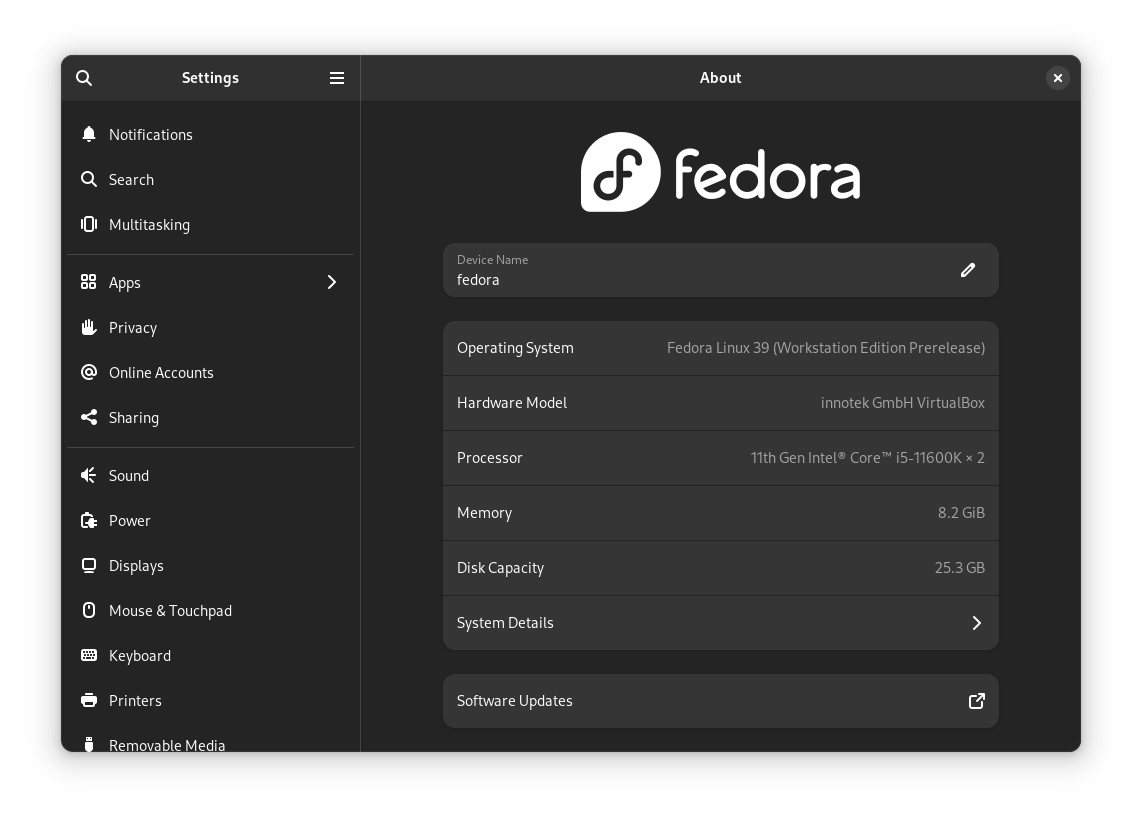 Settings
About
Notifications
Search
Multitasking
Apps
Privacy
Online Accounts
Sharing
Sound
Power
Displays
Mouse & Touchpad
Keyboard
Printers
Removable Media
fedora
Device Name
fedora
Operating System Fedora Linux 39 (Workstation Edition Prerelease)
Hardware Model innotek GmbH VirtualBox
Processor 11th Gen Intel® Core™ i5-11600K × 2
Memory 8.2 GiB
Disk Capacity 25.3 GB
System Details
Software Updates